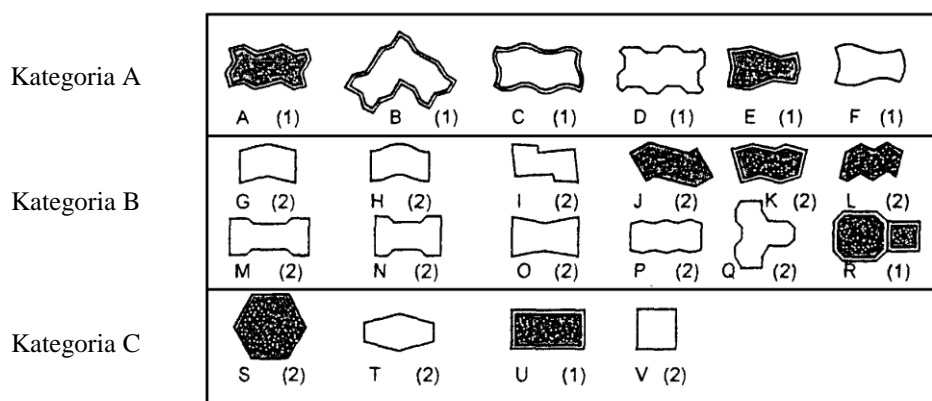 Kategoria A
A (1) B (1) C (1) D (1) E (1) F (1)
Kategoria B
G (2) H (2) I (2) J (2) K (2) L (2)
M (2) N (2) O (2) P (2) Q (2) R (1)
Kategoria C
S (2) T (2) U (1) V (2)